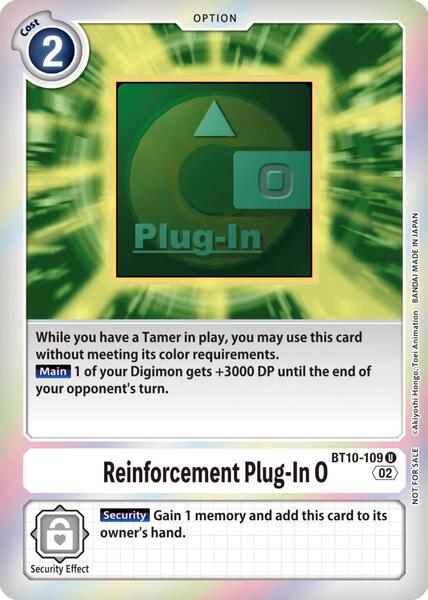 OPTION
Cost
2
Plug-In
O
While you have a Tamer in play, you may use this card
without meeting its color requirements.
Main 1 of your Digimon gets +3000 DP until the end of
your opponent's turn.
©Akiyoshi Hongo, Toei Animation BANDAI MADE IN JAPAN
NOT FOR SALE
BT10-109 U
Reinforcement Plug-In O
02
Security Gain 1 memory and add this card to its
owner's hand.
Security Effect